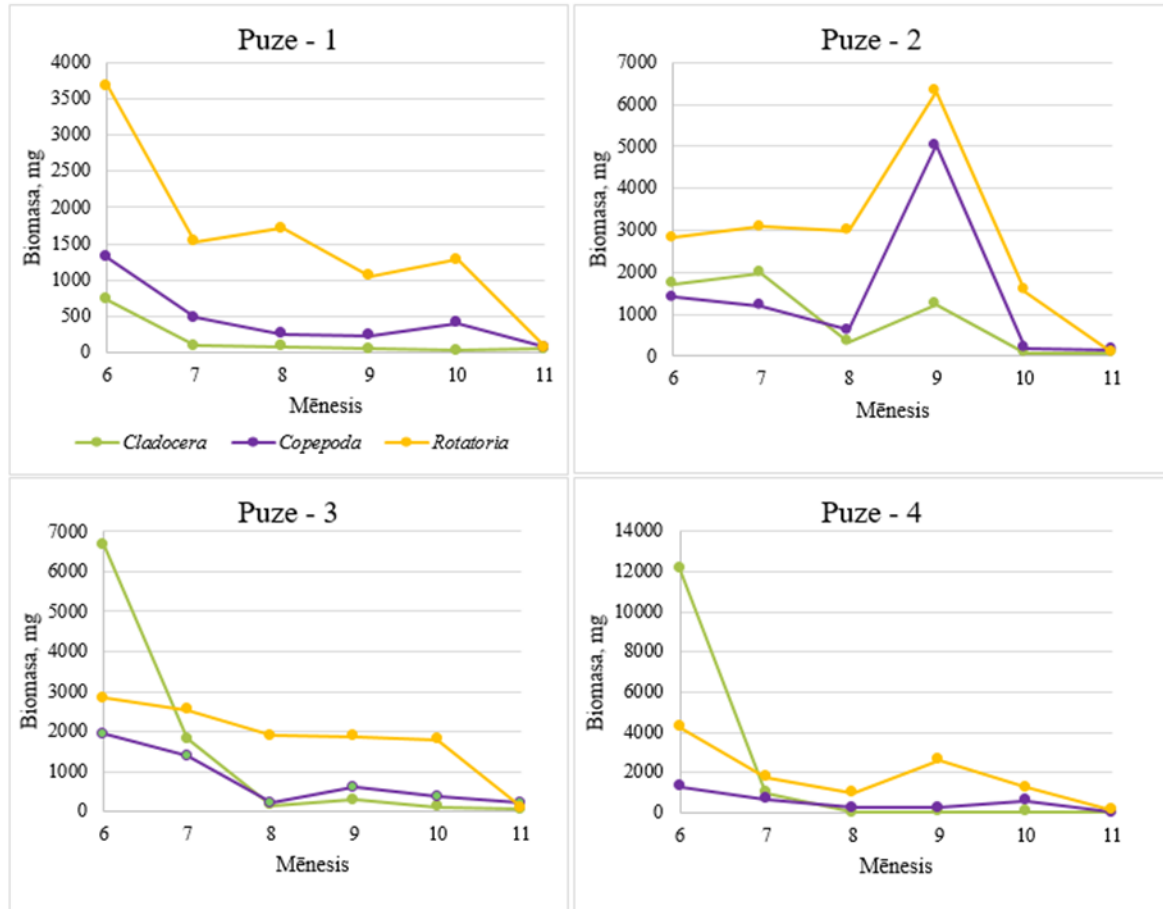 Puze - 1
4000
3500
3000
2500
2000
1500
1000
500
0
Biomasa, mg
6 7 8 9 10 11
Mēnesis
Cladocera Copepoda Rotatoria
Puze - 2
7000
6000
5000
4000
3000
2000
1000
0
Biomasa, mg
6 7 8 9 10 11
Mēnesis
Puze - 3
7000
6000
5000
4000
3000
2000
1000
0
Biomasa, mg
6 7 8 9 10 11
Mēnesis
Puze - 4
14000
12000
10000
8000
6000
4000
2000
0
Biomasa, mg
6 7 8 9 10 11
Mēnesis